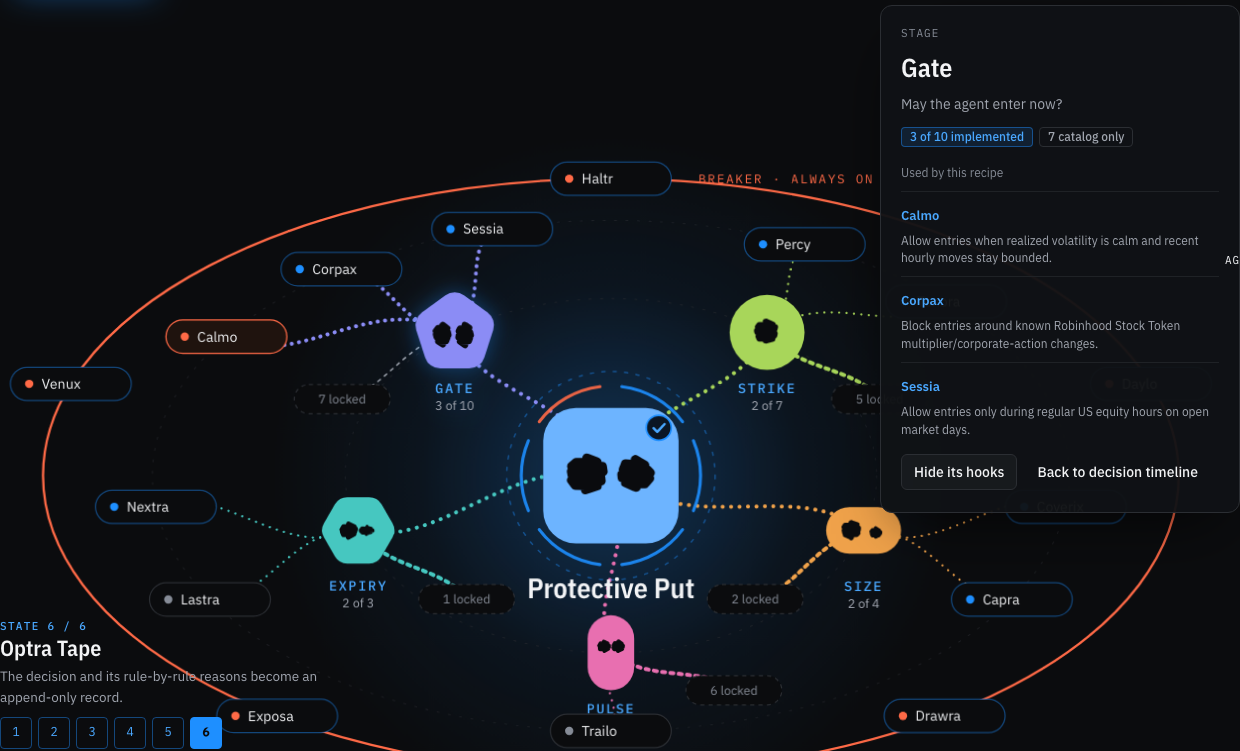 STAGE
Gate
May the agent enter now?
3 of 10 implemented
7 catalog only
Used by this recipe
Calmo
Allow entries when realized volatility is calm and recent
hourly moves stay bounded.
Corpax
Block entries around known Robinhood Stock Token
multiplier/corporate-action changes.
Sessia
Allow entries only during regular US equity hours on open
market days.
Hide its hooks
Back to decision timeline
AG
Haltr
BREAKER · ALWAYS ON
Sessia
Percy
Corpax
Calmo
Venux
7 locked
GATE
3 of 10
STRIKE
2 of 7
5 loc
Nextra
Lastra
EXPIRY
2 of 3
1 locked
Protective Put
2 locked
SIZE
2 of 4
Capra
6 locked
PULSE
Trailo
Exposa
Drawra
STATE 6 / 6
Optra Tape
The decision and its rule-by-rule reasons become an
append-only record.
1
2
3
4
5
6